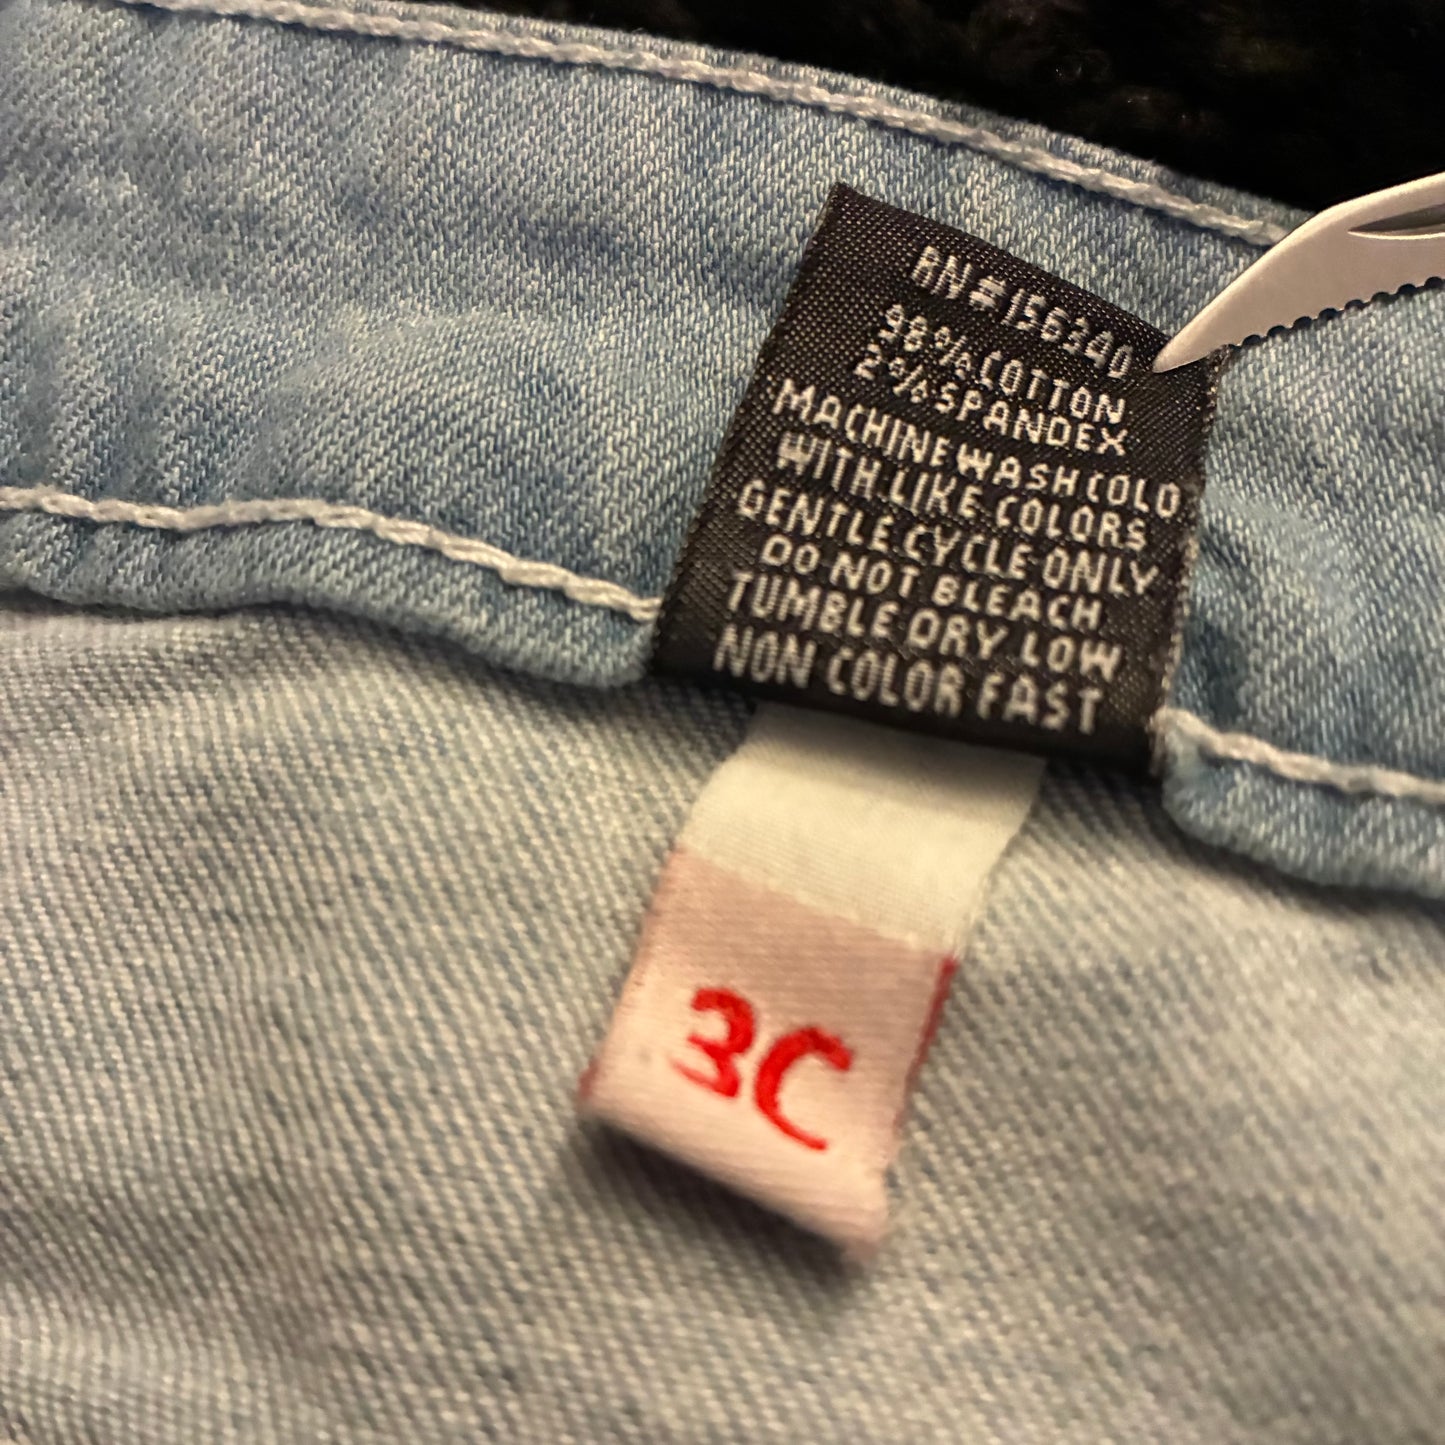 RN#156340
98%COTTON
2%SPANDEX
MACHINE WASH COLD
WITH LIKE COLORS
GENTLE CYCLE ONLY
DO NOT BLEACH
TUMBLE DRY LOW
NON COLOR FAST
3C